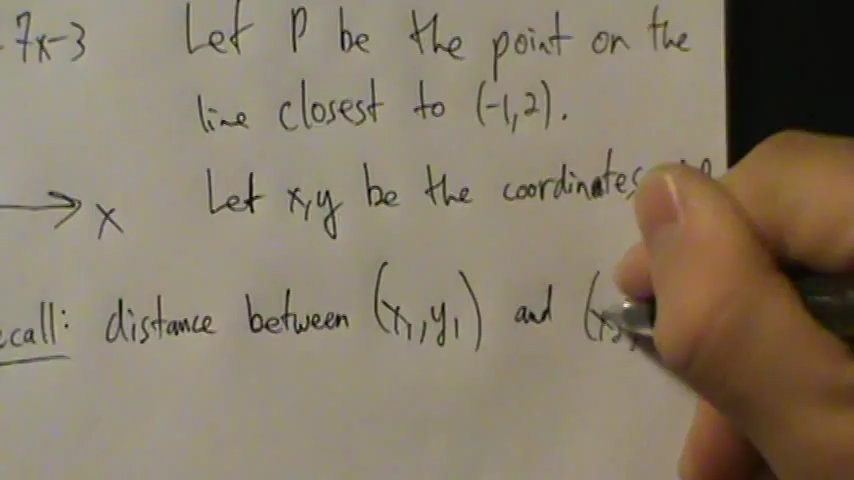 7x-3
Let P be the point on the
line closest to (-1,2).
Let x,y be the coordinates
x
ecall: distance between (x₁,y₁) and (x₂,